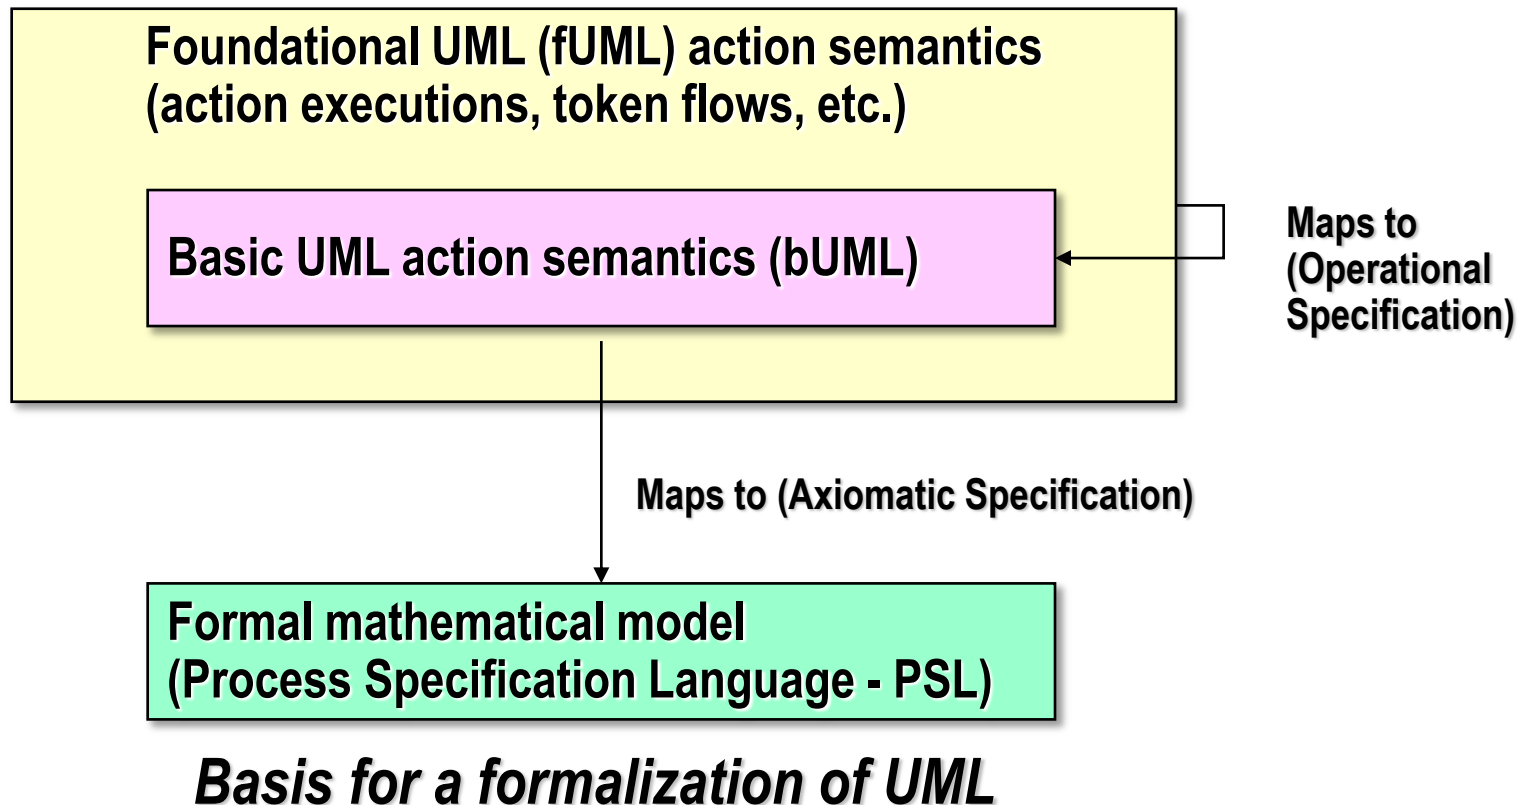 Foundational UML (fUML) action semantics
(action executions, token flows, etc.)
Basic UML action semantics (bUML)
Maps to
(Operational
Specification)
Maps to (Axiomatic Specification)
Formal mathematical model
(Process Specification Language - PSL)
Basis for a formalization of UML